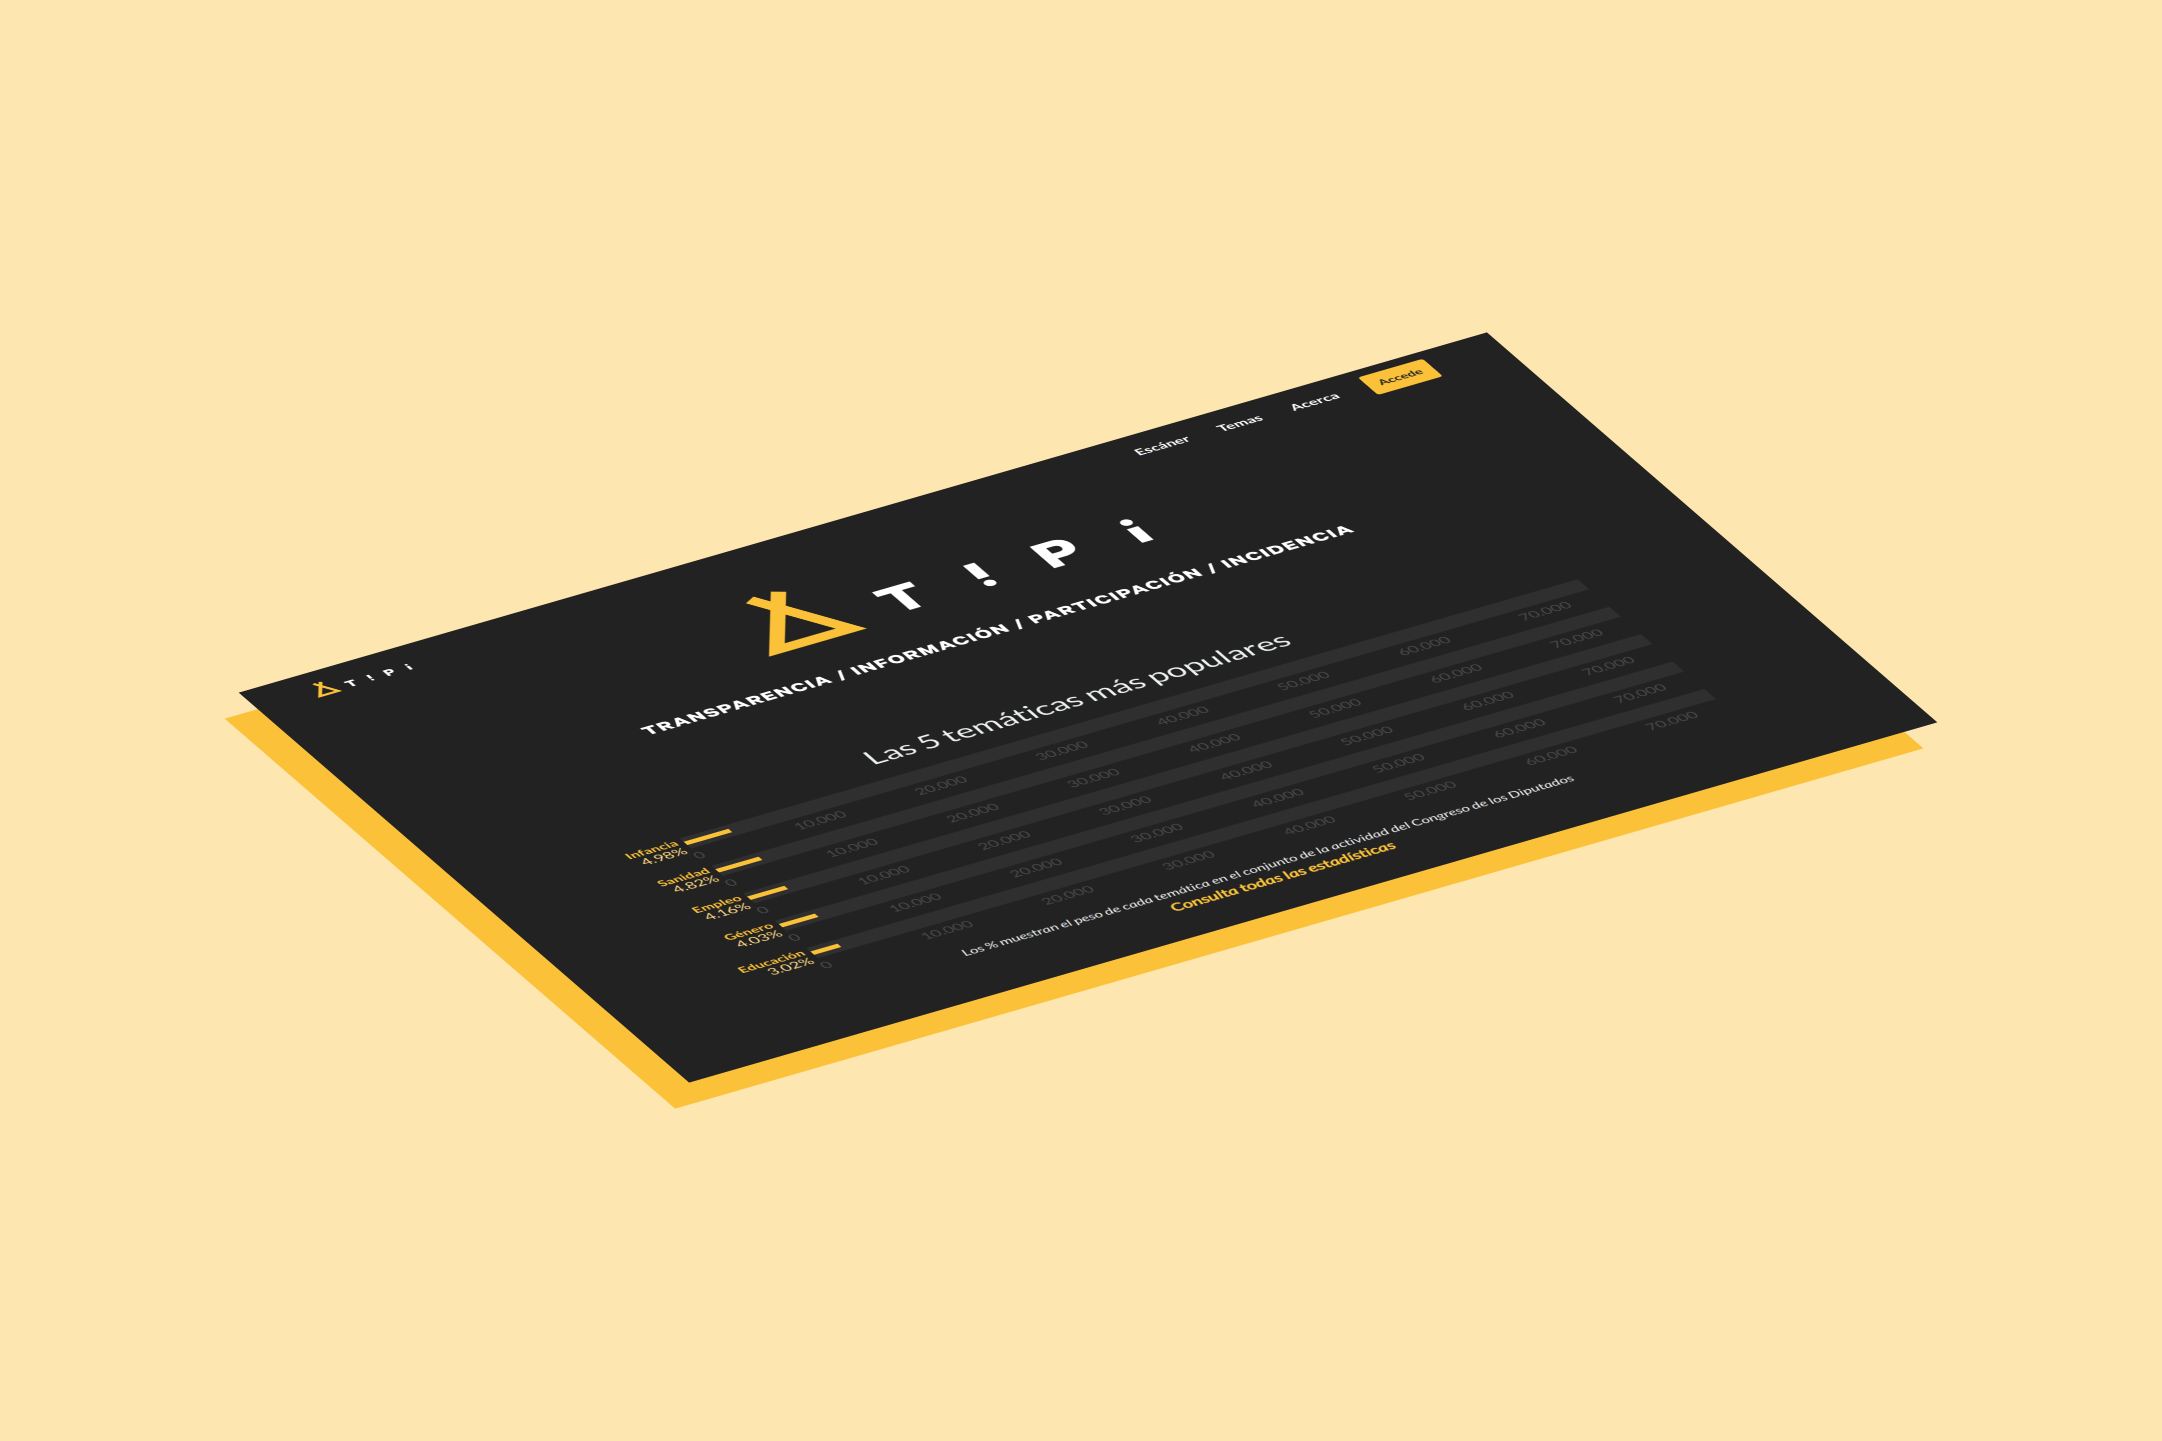 T ! P i
Escáner Temas Acerca Accede
T ! P i
TRANSPARENCIA / INFORMACIÓN / PARTICIPACIÓN / INCIDENCIA
Las 5 temáticas más populares
Infancia
4.98%
0 10.000 20.000 30.000 40.000 50.000 60.000 70.000
Sanidad
4.82%
0 10.000 20.000 30.000 40.000 50.000 60.000 70.000
Empleo
4.16%
0 10.000 20.000 30.000 40.000 50.000 60.000 70.000
Género
4.03%
0 10.000 20.000 30.000 40.000 50.000 60.000 70.000
Educación
3.02%
0 10.000 20.000 30.000 40.000 50.000 60.000 70.000
Los % muestran el peso de cada temática en el conjunto de la actividad del Congreso de los Diputados
Consulta todas las estadísticas